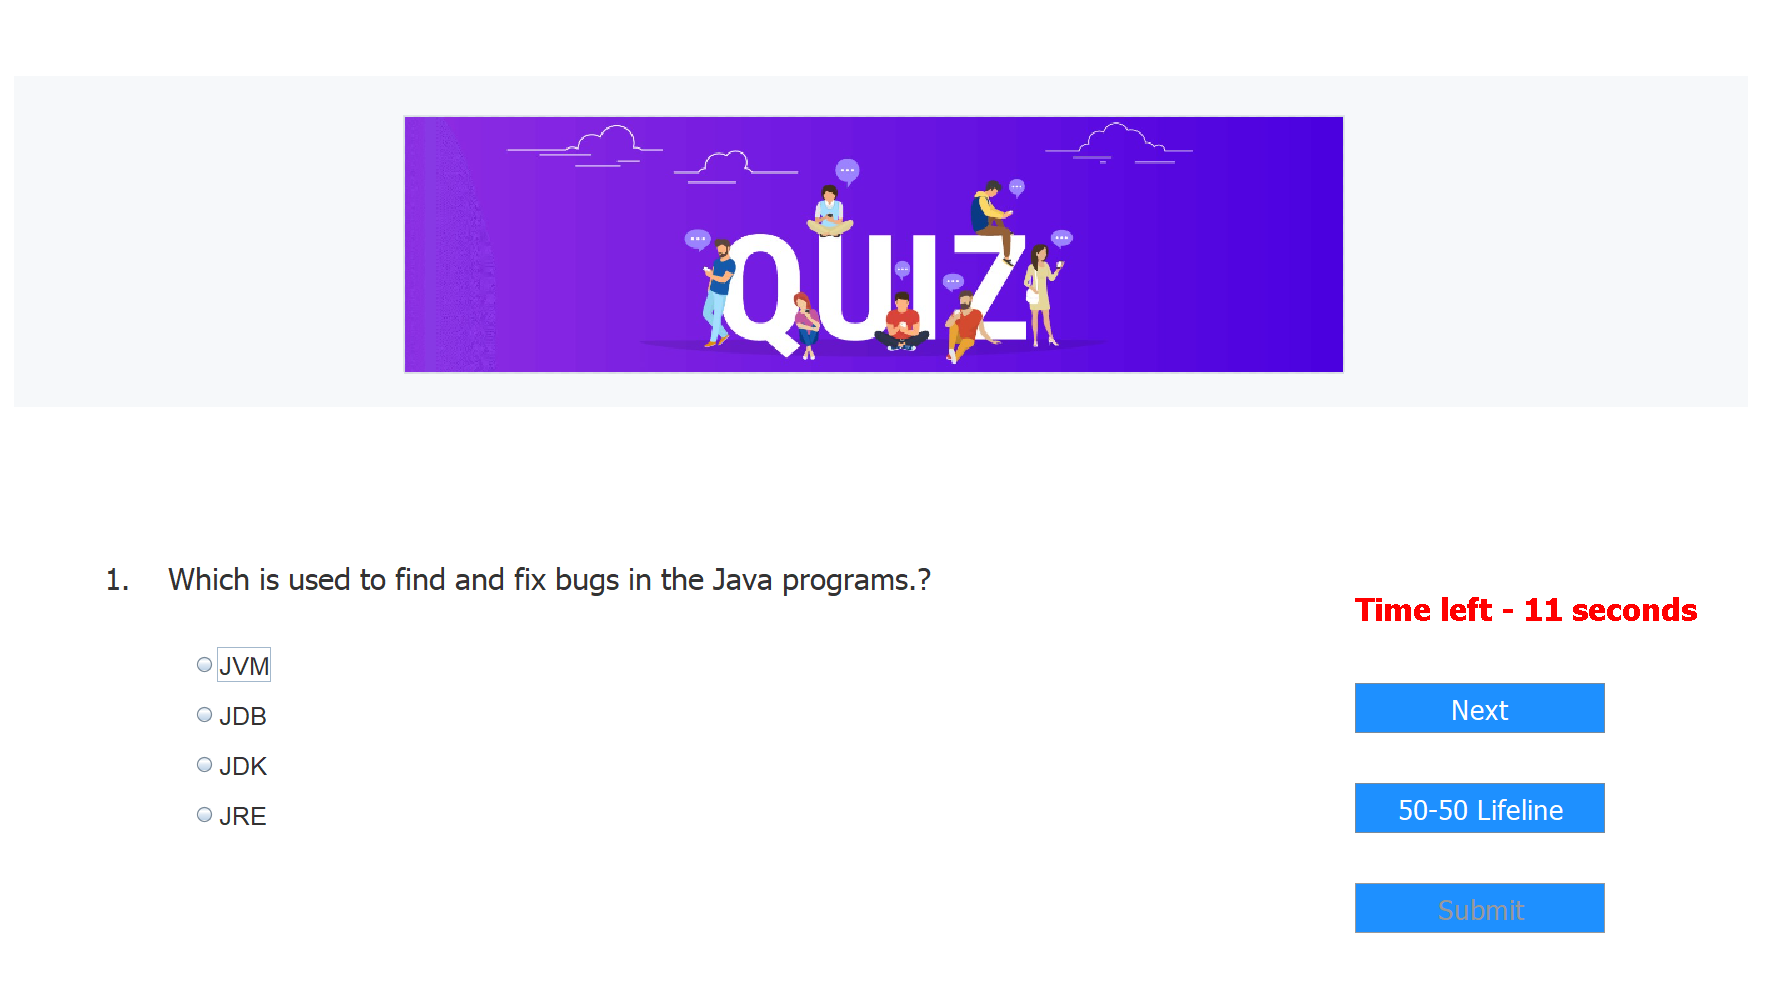 QUIZ
1. Which is used to find and fix bugs in the Java programs.?
Time left - 11 seconds
JVM
JDB
JDK
JRE
Next
50-50 Lifeline
Submit